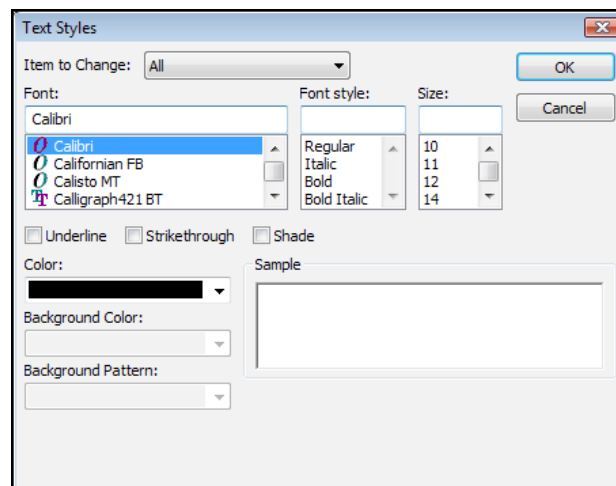 Text Styles
Item to Change: All
OK
Font: Font style: Size:
Cancel
Calibri
Calibri Regular 10
Californian FB Italic 11
Calisto MT Bold 12
Calligraph421 BT Bold Italic 14
Underline Strikethrough Shade
Color: Sample
Background Color:
Background Pattern: